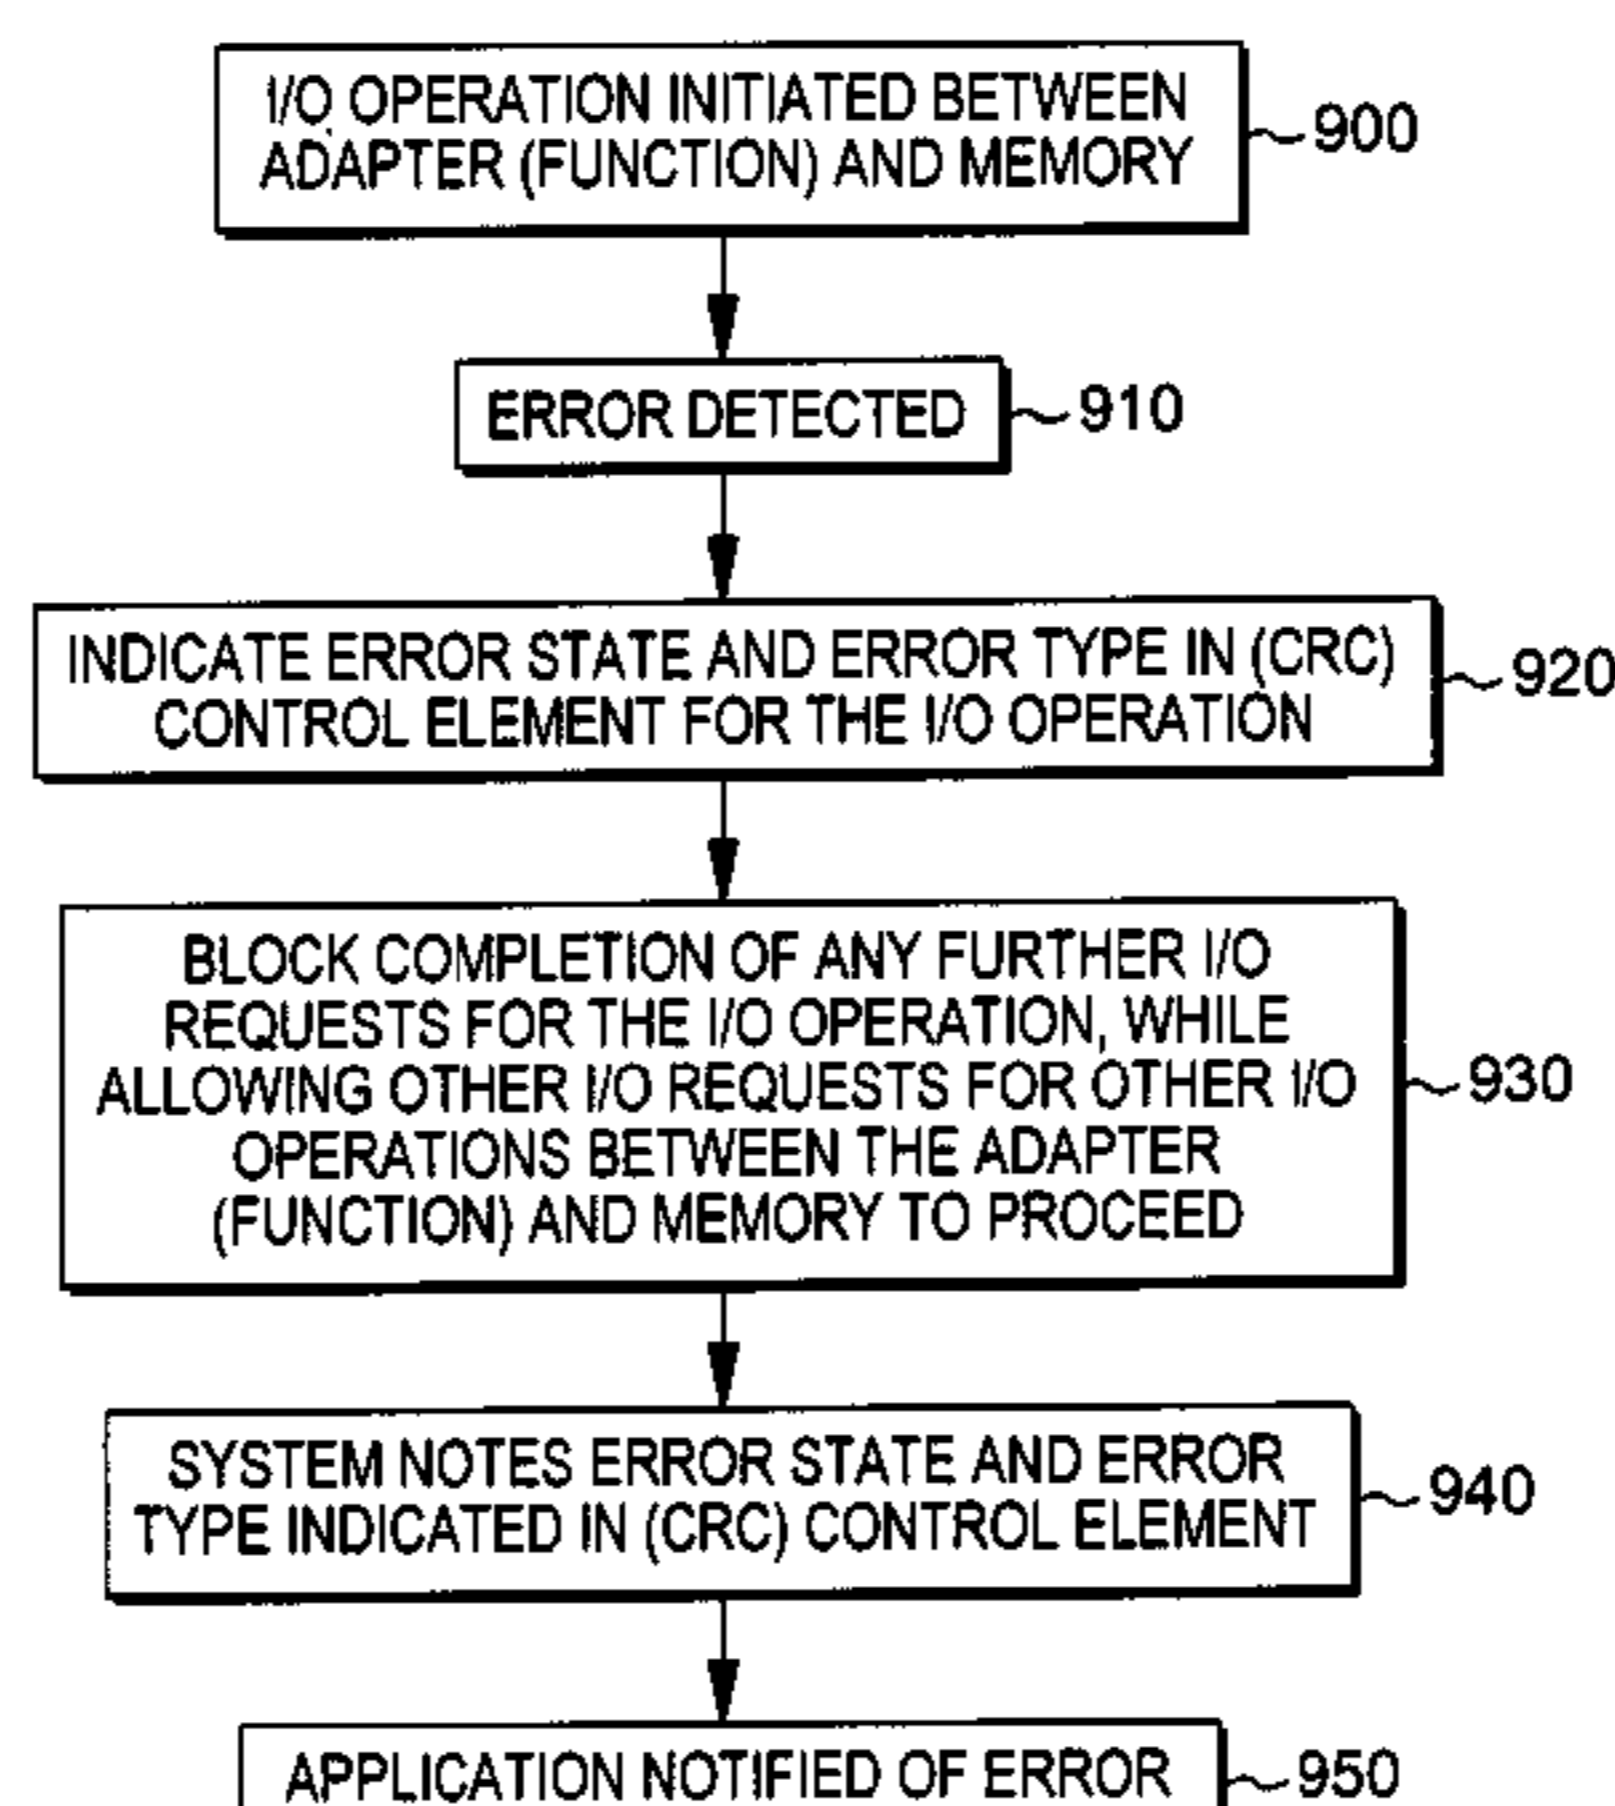 I/O OPERATION INITIATED BETWEEN
ADAPTER (FUNCTION) AND MEMORY
900
ERROR DETECTED
910
INDICATE ERROR STATE AND ERROR TYPE IN (CRC)
CONTROL ELEMENT FOR THE I/O OPERATION
920
BLOCK COMPLETION OF ANY FURTHER I/O
REQUESTS FOR THE I/O OPERATION, WHILE
ALLOWING OTHER I/O REQUESTS FOR OTHER I/O
OPERATIONS BETWEEN THE ADAPTER
(FUNCTION) AND MEMORY TO PROCEED
930
SYSTEM NOTES ERROR STATE AND ERROR
TYPE INDICATED IN (CRC) CONTROL ELEMENT
940
APPLICATION NOTIFIED OF ERROR
950